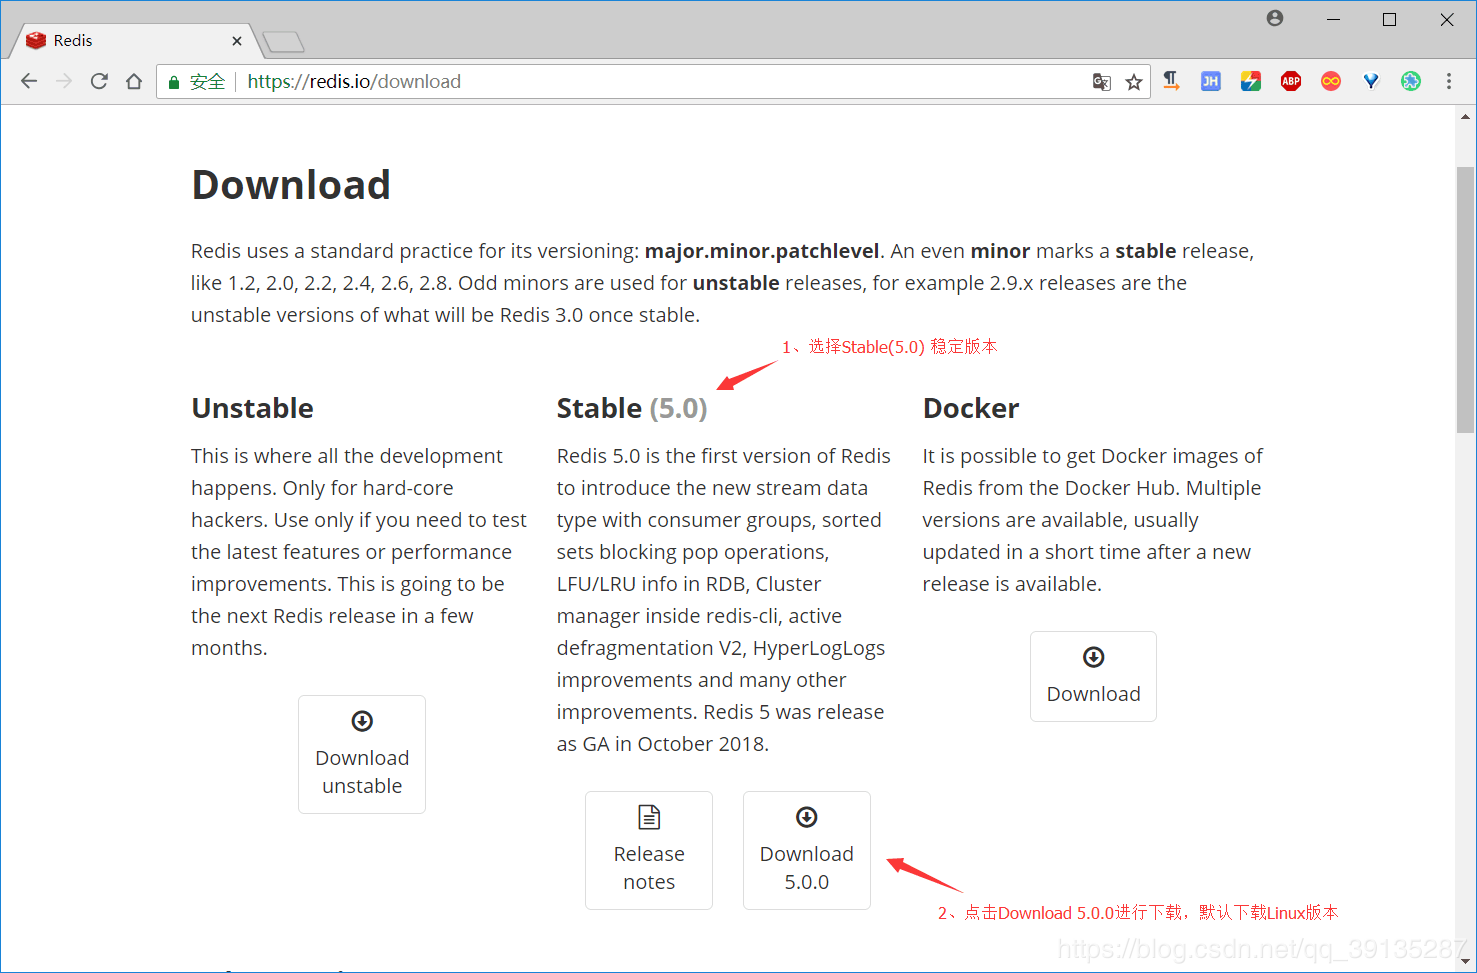 Redis
安全
https://redis.io/download
JH
ABP
Download
Redis uses a standard practice for its versioning: major.minor.patchlevel. An even minor marks a stable release,
like 1.2, 2.0, 2.2, 2.4, 2.6, 2.8. Odd minors are used for unstable releases, for example 2.9.x releases are the
unstable versions of what will be Redis 3.0 once stable.
1、选择Stable(5.0) 稳定版本
Unstable
This is where all the development
happens. Only for hard-core
hackers. Use only if you need to test
the latest features or performance
improvements. This is going to be
the next Redis release in a few
months.
Download
unstable
Stable (5.0)
Redis 5.0 is the first version of Redis
to introduce the new stream data
type with consumer groups, sorted
sets blocking pop operations,
LFU/LRU info in RDB, Cluster
manager inside redis-cli, active
defragmentation V2, HyperLogLogs
improvements and many other
improvements. Redis 5 was release
as GA in October 2018.
Release
notes
Download
5.0.0
Docker
It is possible to get Docker images of
Redis from the Docker Hub. Multiple
versions are available, usually
updated in a short time after a new
release is available.
Download
2、点击Download 5.0.0进行下载，默认下载Linux版本
https://blog.csdn.net/qq_39135287